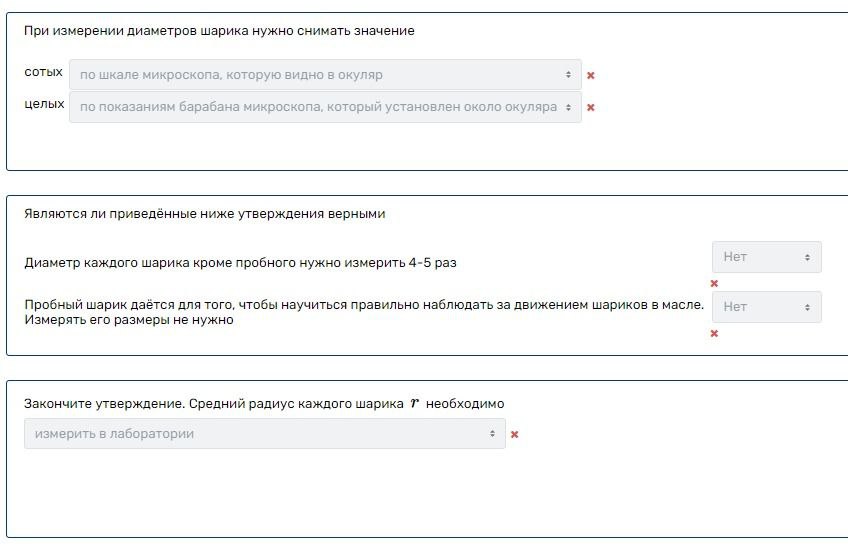 При измерении диаметров шарика нужно снимать значение
сотых по шкале микроскопа, которую видно в окуляр
целых по показаниям барабана микроскопа, который установлен около окуляра
Являются ли приведённые ниже утверждения верными
Диаметр каждого шарика кроме пробного нужно измерить 4-5 раз Нет
Пробный шарик даётся для того, чтобы научиться правильно наблюдать за движением шариков в масле. Нет
Измерять его размеры не нужно
Закончите утверждение. Средний радиус каждого шарика r необходимо
измерить в лаборатории